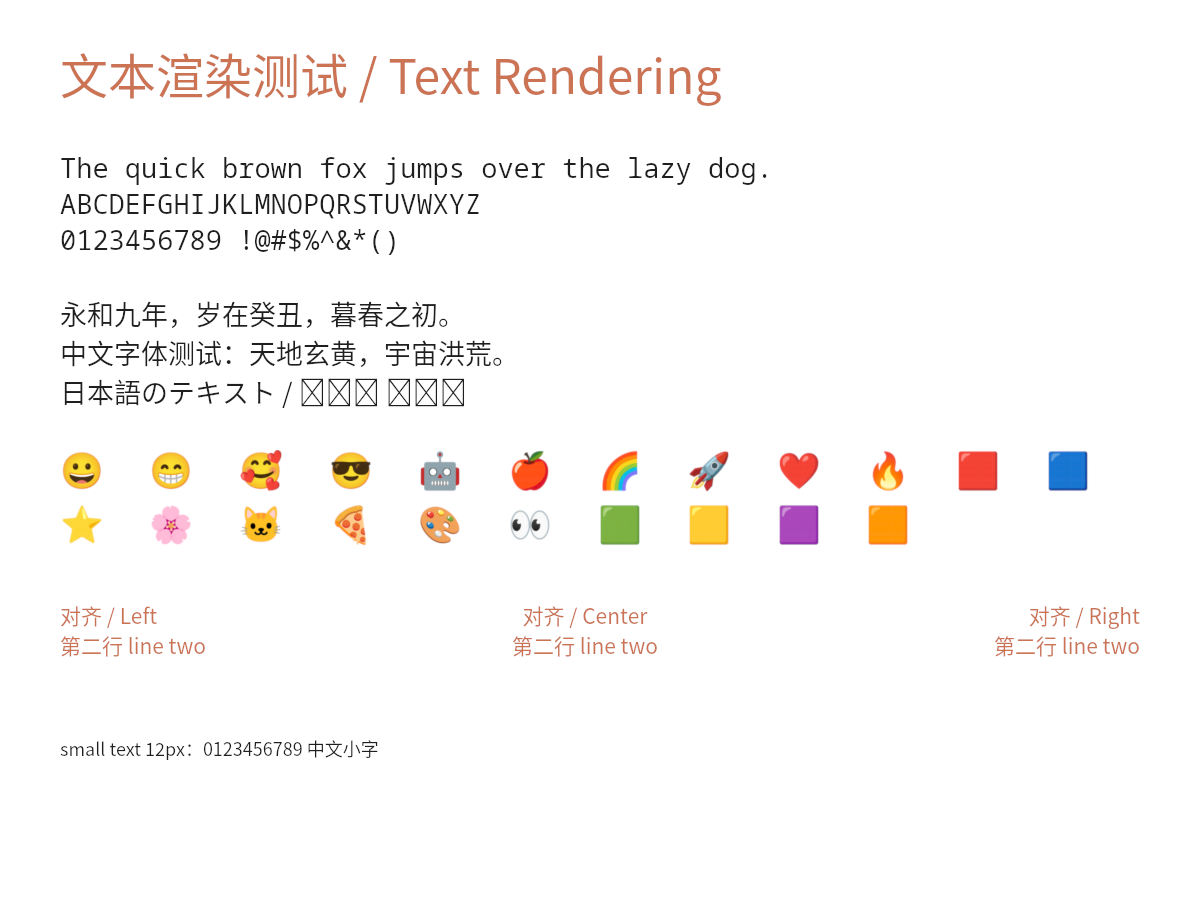 文本渲染测试 / Text Rendering
The quick brown fox jumps over the lazy dog.
ABCDEFGHIJKLMNOPQRSTUVWXYZ
0123456789 !@#$%^&*()
永和九年，岁在癸丑，暮春之初。
中文字体测试：天地玄黄，宇宙洪荒。
日本語のテキスト /
😀 😁 🥰 😎 🤖 🍎 🌈 🚀 ❤️ 🔥 🟥 🟦
⭐ 🌸 🐱 🍕 🎨 👀 🟩 🟨 🟪 🟧
对齐 / Left
第二行 line two
对齐 / Center
第二行 line two
对齐 / Right
第二行 line two
small text 12px：0123456789 中文小字